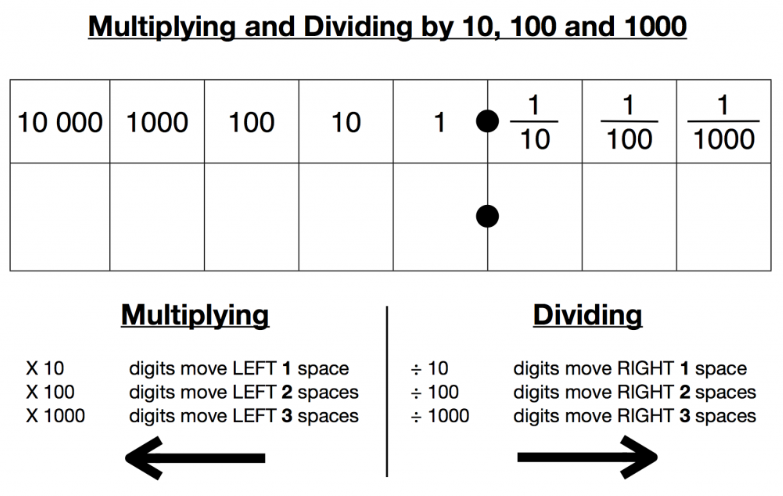 Multiplying and Dividing by 10, 100 and 1000
10 000 1000 100 10 1 1/10 1/100 1/1000
Multiplying
X 10 digits move LEFT 1 space
X 100 digits move LEFT 2 spaces
X 1000 digits move LEFT 3 spaces
Dividing
÷ 10 digits move RIGHT 1 space
÷ 100 digits move RIGHT 2 spaces
÷ 1000 digits move RIGHT 3 spaces